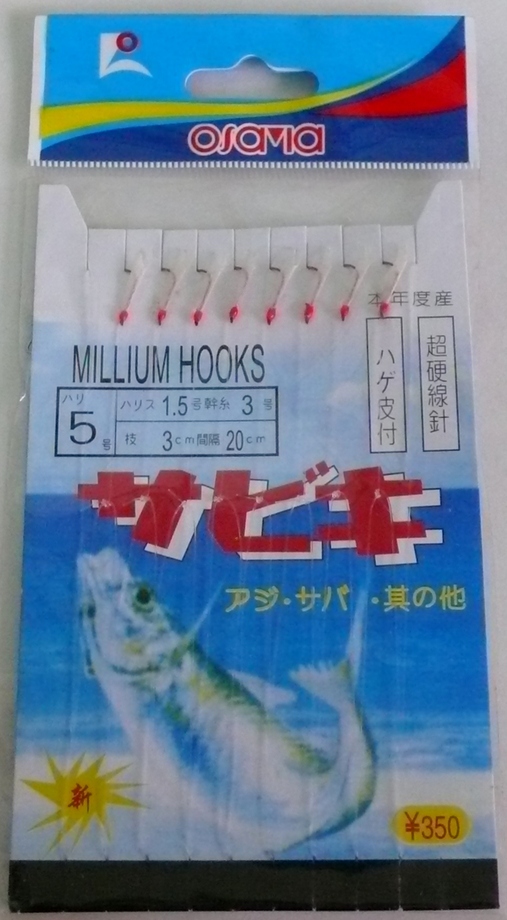 OSAMA
本年度産
超硬線針
ハゲ皮付
MILLIUM HOOKS
ハリ 5号
ハリス 1.5号 幹糸 3号
枝 3cm 間隔 20cm
サビキ
アジ・サバ・其の他
新
¥350